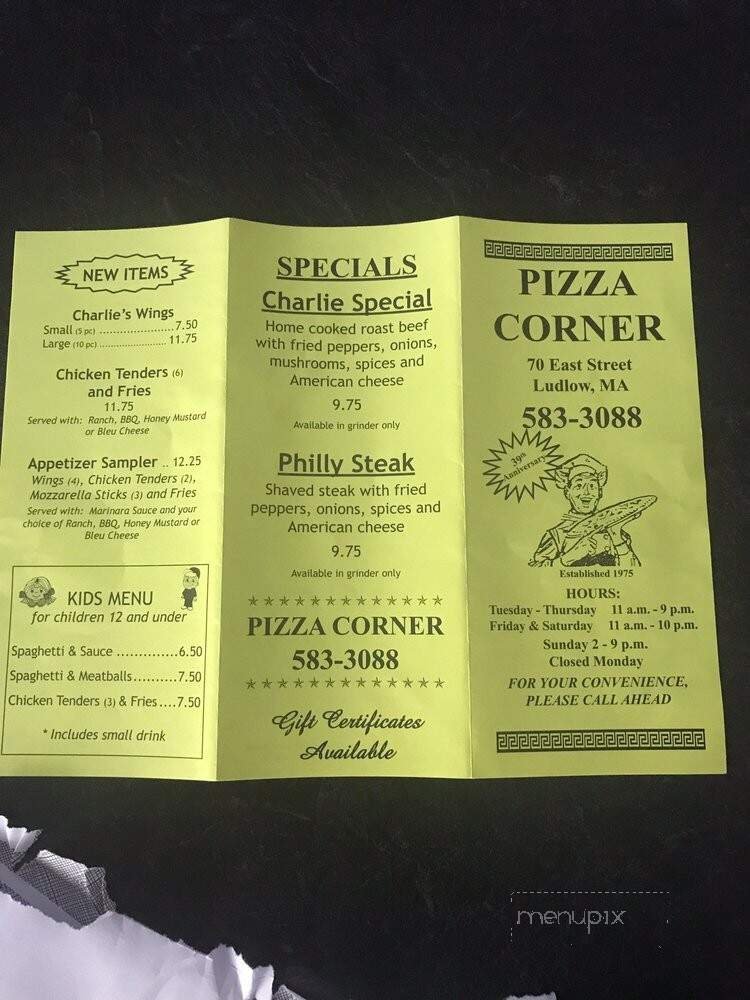 NEW ITEMS
Charlie's Wings
Small (5 pc) ......................7.50
Large (10 pc) ........................ 11.75
Chicken Tenders (6)
and Fries
11.75
Served with: Ranch, BBQ, Honey Mustard
or Bleu Cheese
Appetizer Sampler .. 12.25
Wings (4), Chicken Tenders (2),
Mozzarella Sticks (3) and Fries
Served with: Marinara Sauce and your
choice of Ranch, BBQ, Honey Mustard or
Bleu Cheese
KIDS MENU
for children 12 and under
Spaghetti & Sauce ..............6.50
Spaghetti & Meatballs..........7.50
Chicken Tenders (3) & Fries....7.50
* Includes small drink
SPECIALS
Charlie Special
Home cooked roast beef
with fried peppers, onions,
mushrooms, spices and
American cheese
9.75
Available in grinder only
Philly Steak
Shaved steak with fried
peppers, onions, spices and
American cheese
9.75
Available in grinder only
PIZZA CORNER
583-3088
Gift Certificates
Available
PIZZA
CORNER
70 East Street
Ludlow, MA
583-3088
39th
Anniversary
Established 1975
HOURS:
Tuesday - Thursday 11 a.m. - 9 p.m.
Friday & Saturday 11 a.m. - 10 p.m.
Sunday 2 - 9 p.m.
Closed Monday
FOR YOUR CONVENIENCE,
PLEASE CALL AHEAD
menupix